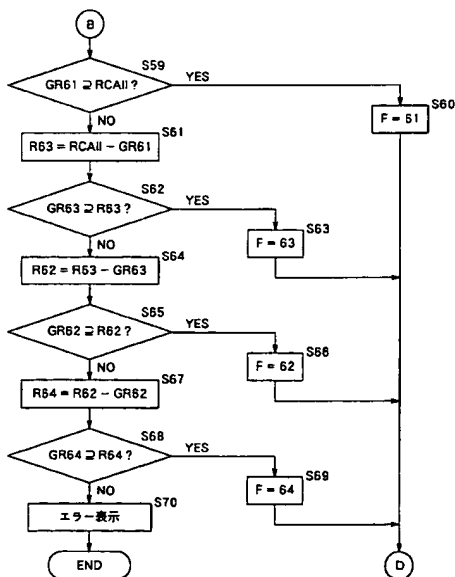 B
S59
GR61 ⊇ RCAll ?
YES
S60
F = 61
NO
S61
R63 = RCAll − GR61
S62
GR63 ⊇ R63 ?
YES
S63
F = 63
NO
S64
R62 = R63 − GR63
S65
GR62 ⊇ R62 ?
YES
S66
F = 62
NO
S67
R64 = R62 − GR62
S68
GR64 ⊇ R64 ?
YES
S69
F = 64
NO
S70
エラー表示
END
D